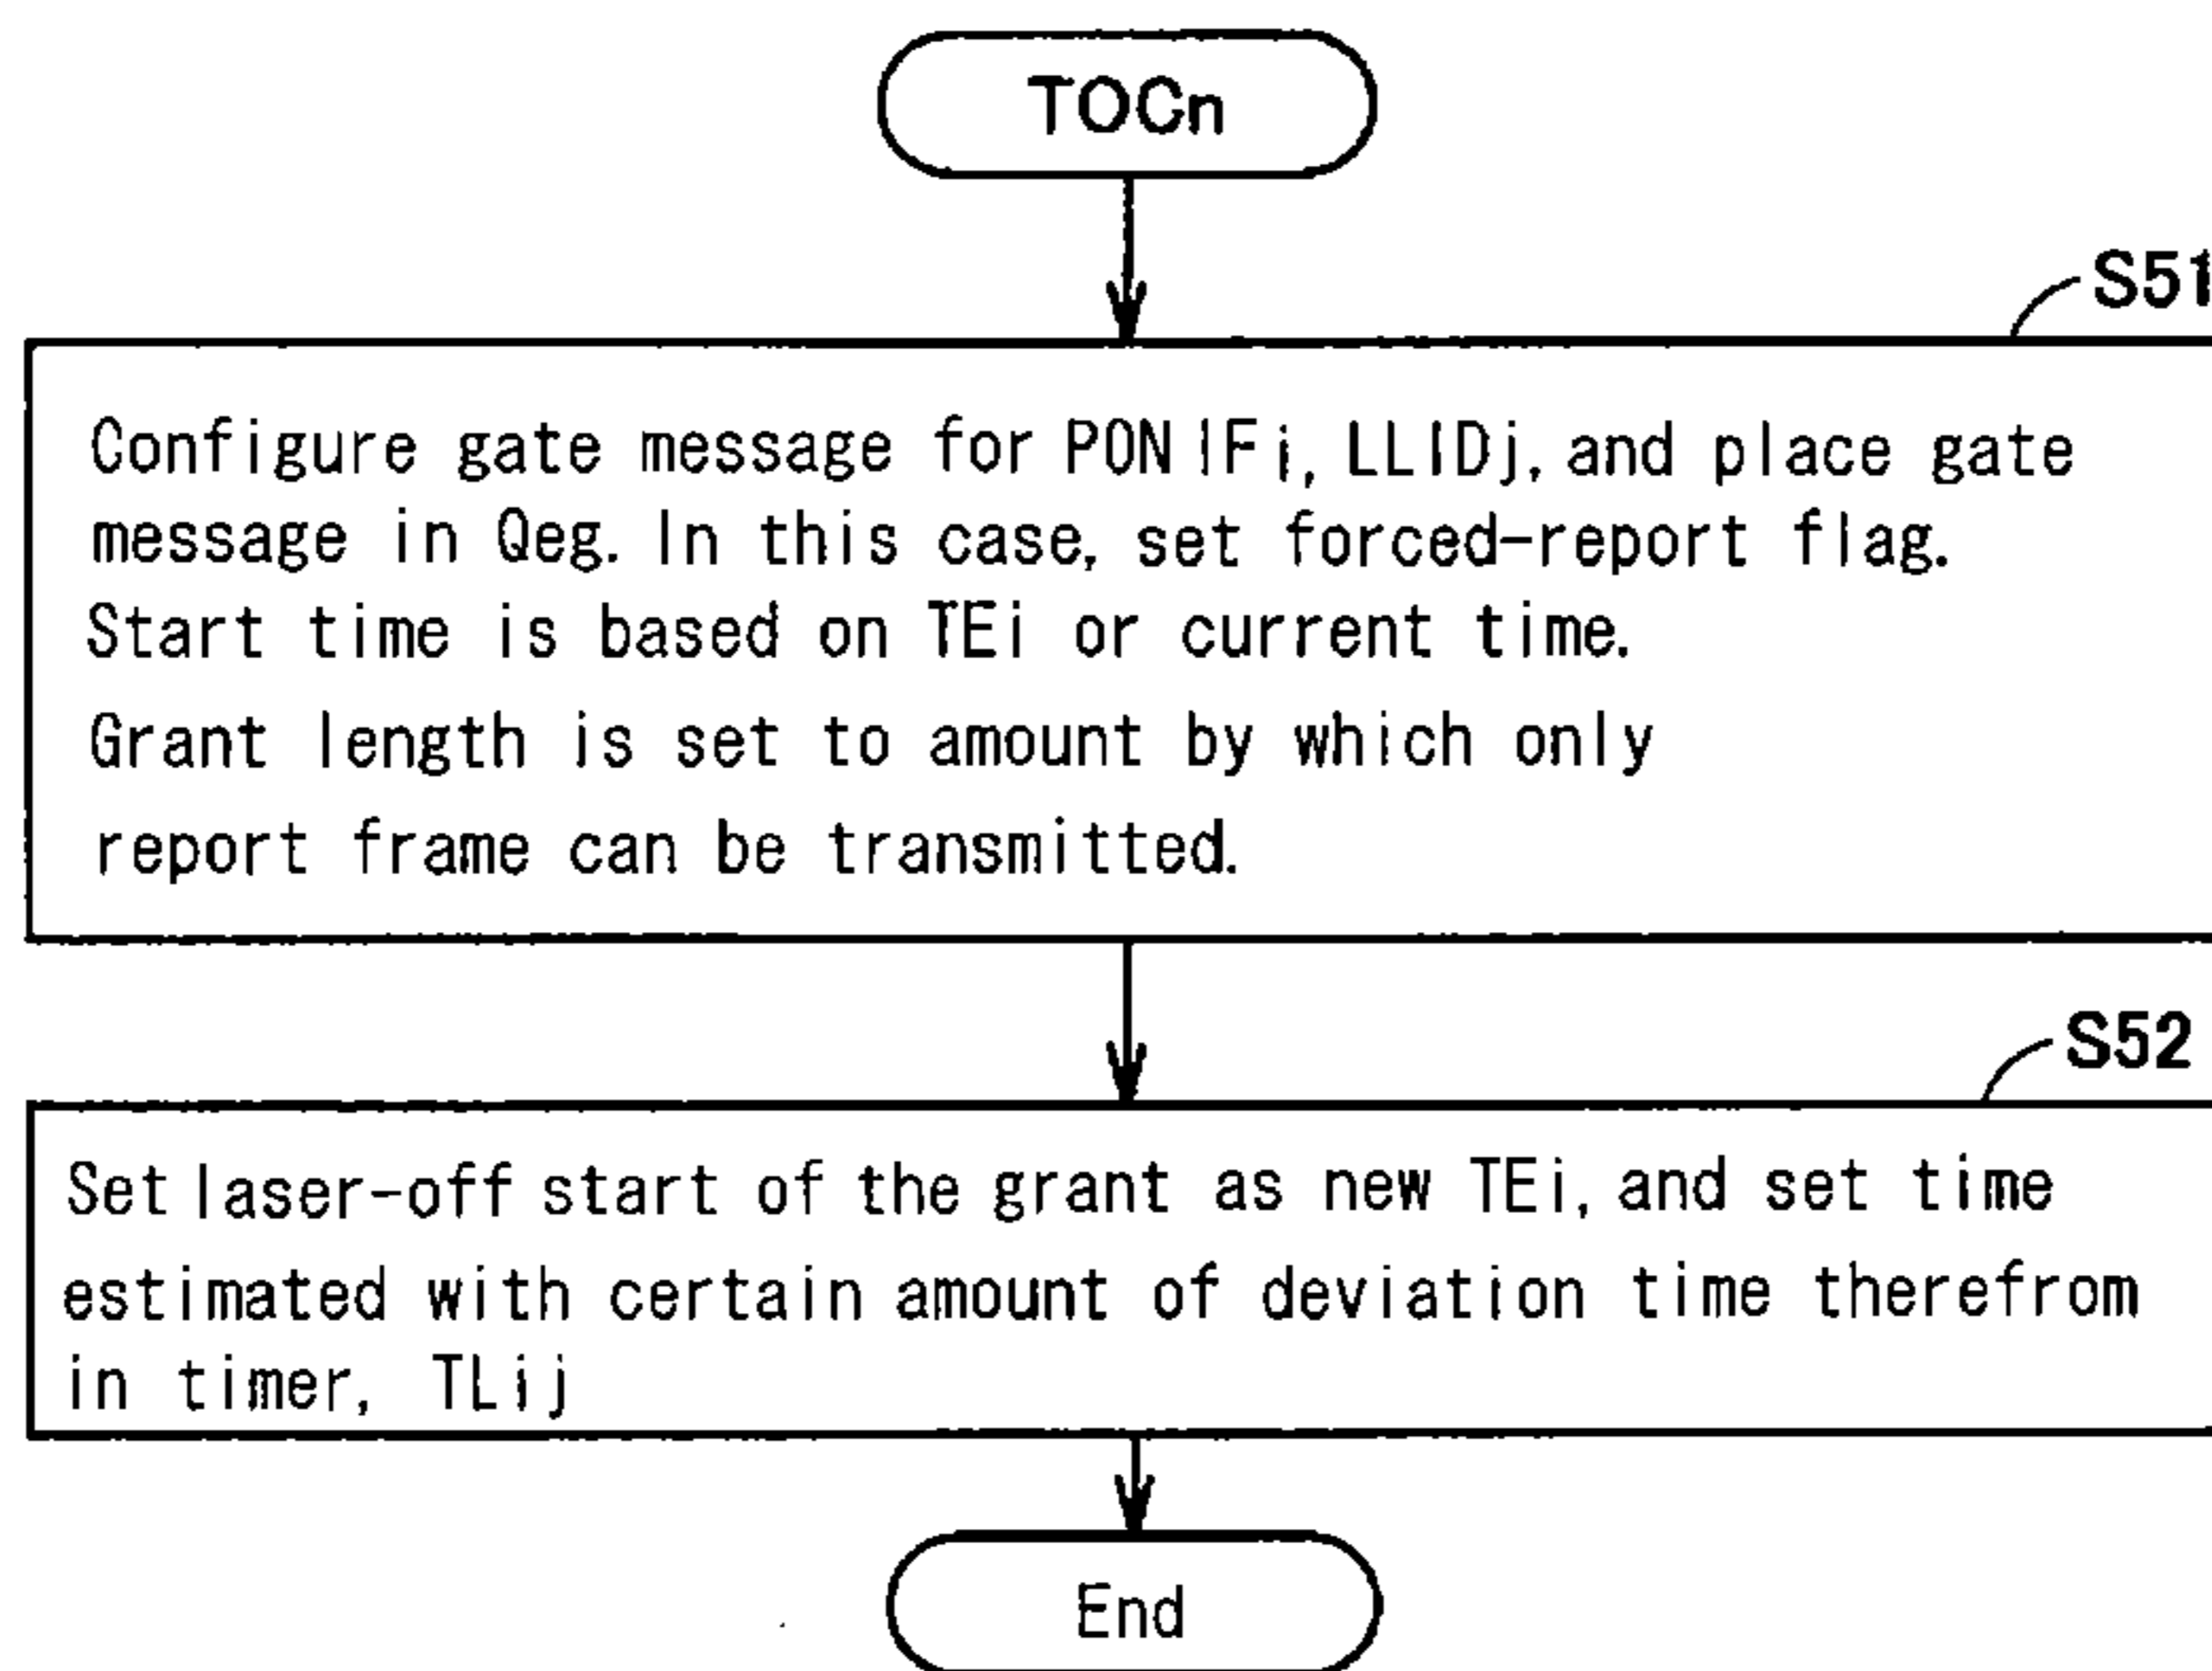 TOCn
S51
Configure gate message for PON IFi, LLIDj, and place gate
message in Qeg. In this case, set forced-report flag.
Start time is based on TEi or current time.
Grant length is set to amount by which only
report frame can be transmitted.
S52
Set laser-off start of the grant as new TEi, and set time
estimated with certain amount of deviation time therefrom
in timer, TLij
End